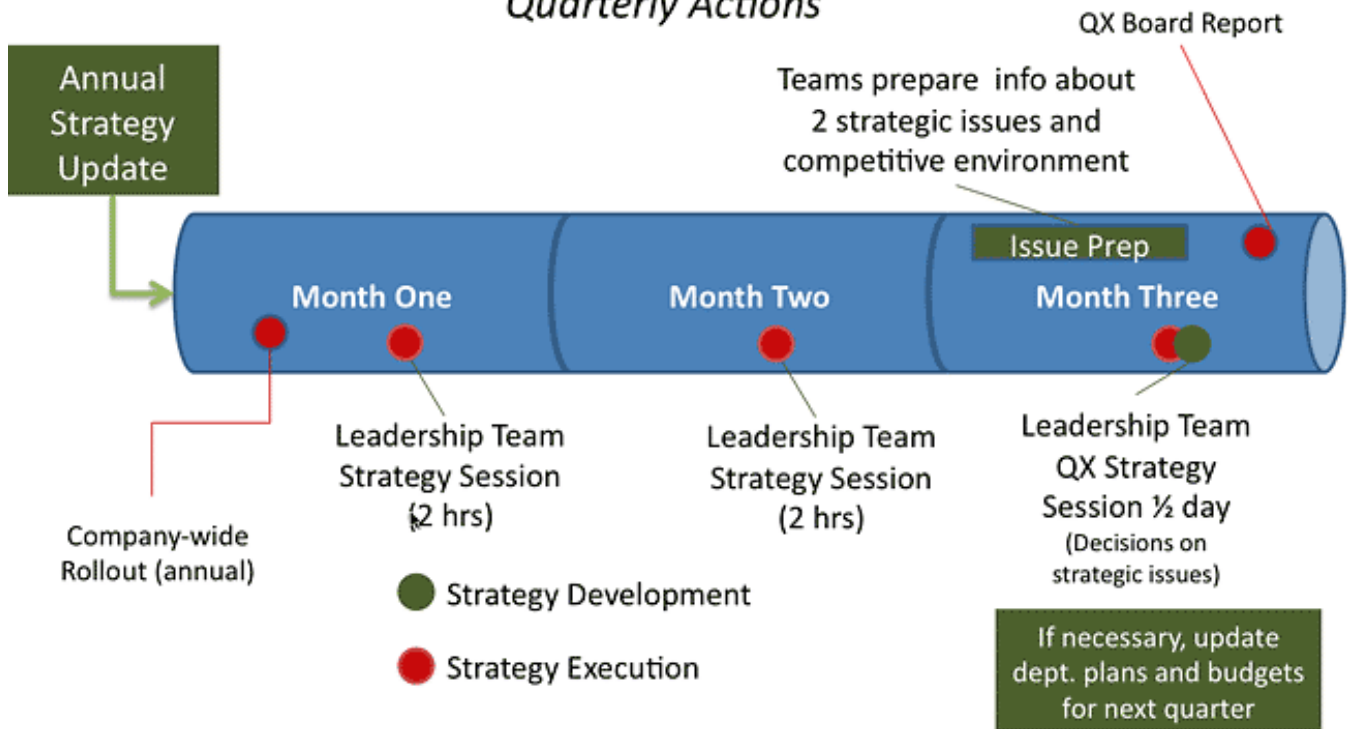 Quarterly Actions
QX Board Report
Annual
Strategy
Update
Teams prepare info about
2 strategic issues and
competitive environment
Issue Prep
Month One
Month Two
Month Three
Leadership Team
Strategy Session
(2 hrs)
Leadership Team
Strategy Session
(2 hrs)
Leadership Team
QX Strategy
Session ½ day
(Decisions on
strategic issues)
Company-wide
Rollout (annual)
Strategy Development
Strategy Execution
If necessary, update
dept. plans and budgets
for next quarter